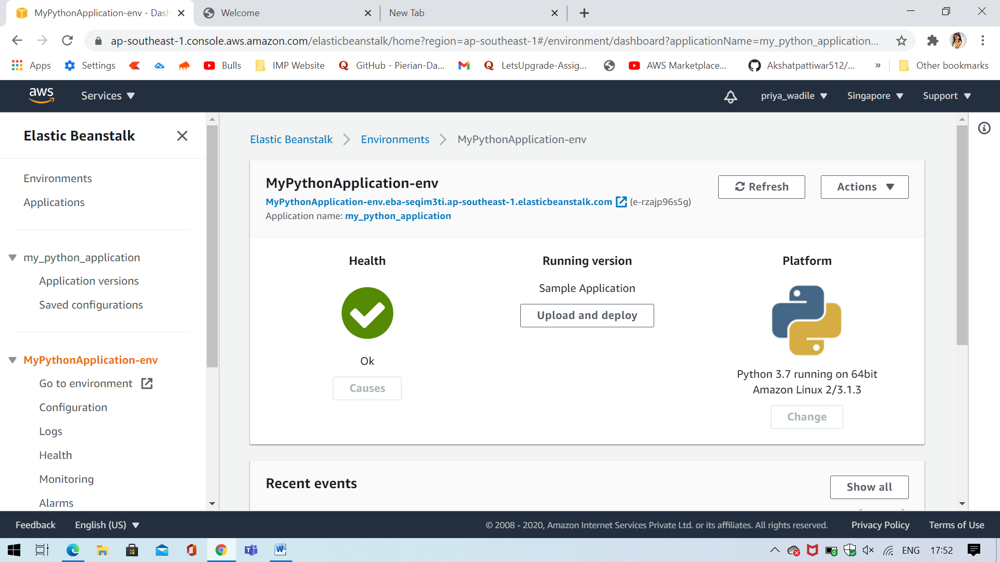 MyPythonApplication-env - Dash
Welcome
New Tab
ap-southeast-1.console.aws.amazon.com/elasticbeanstalk/home?region=ap-southeast-1#/environment/dashboard?applicationName=my_python_application...
Apps
Settings
Bulls
IMP Website
GitHub - Pierian-Da...
LetsUpgrade-Assig...
AWS Marketplace...
Akshatpattiwar512/...
»
Other bookmarks
aws
Services
priya_wadile
Singapore
Support
Elastic Beanstalk
Environments
Applications
my_python_application
Application versions
Saved configurations
MyPythonApplication-env
Go to environment
Configuration
Logs
Health
Monitoring
Alarms
Elastic Beanstalk
Environments
MyPythonApplication-env
MyPythonApplication-env
MyPythonApplication-env.eba-seqim3ti.ap-southeast-1.elasticbeanstalk.com (e-rzajp96s5g)
Application name: my_python_application
Refresh
Actions
Health
Ok
Causes
Running version
Sample Application
Upload and deploy
Platform
Python 3.7 running on 64bit
Amazon Linux 2/3.1.3
Change
Recent events
Show all
Feedback
English (US)
© 2008 - 2020, Amazon Internet Services Private Ltd. or its affiliates. All rights reserved.
Privacy Policy
Terms of Use
ENG
17:52